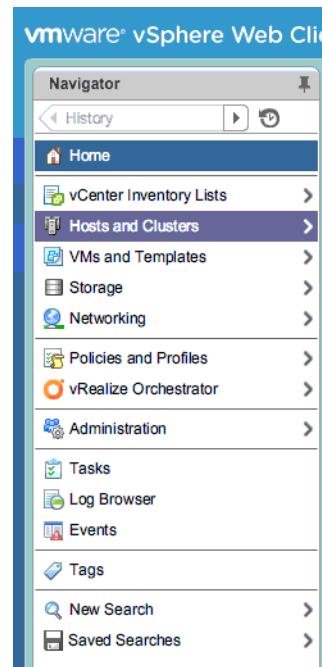 vmware® vSphere Web Cli
Navigator
History
Home
vCenter Inventory Lists
Hosts and Clusters
VMs and Templates
Storage
Networking
Policies and Profiles
vRealize Orchestrator
Administration
Tasks
Log Browser
Events
Tags
New Search
Saved Searches